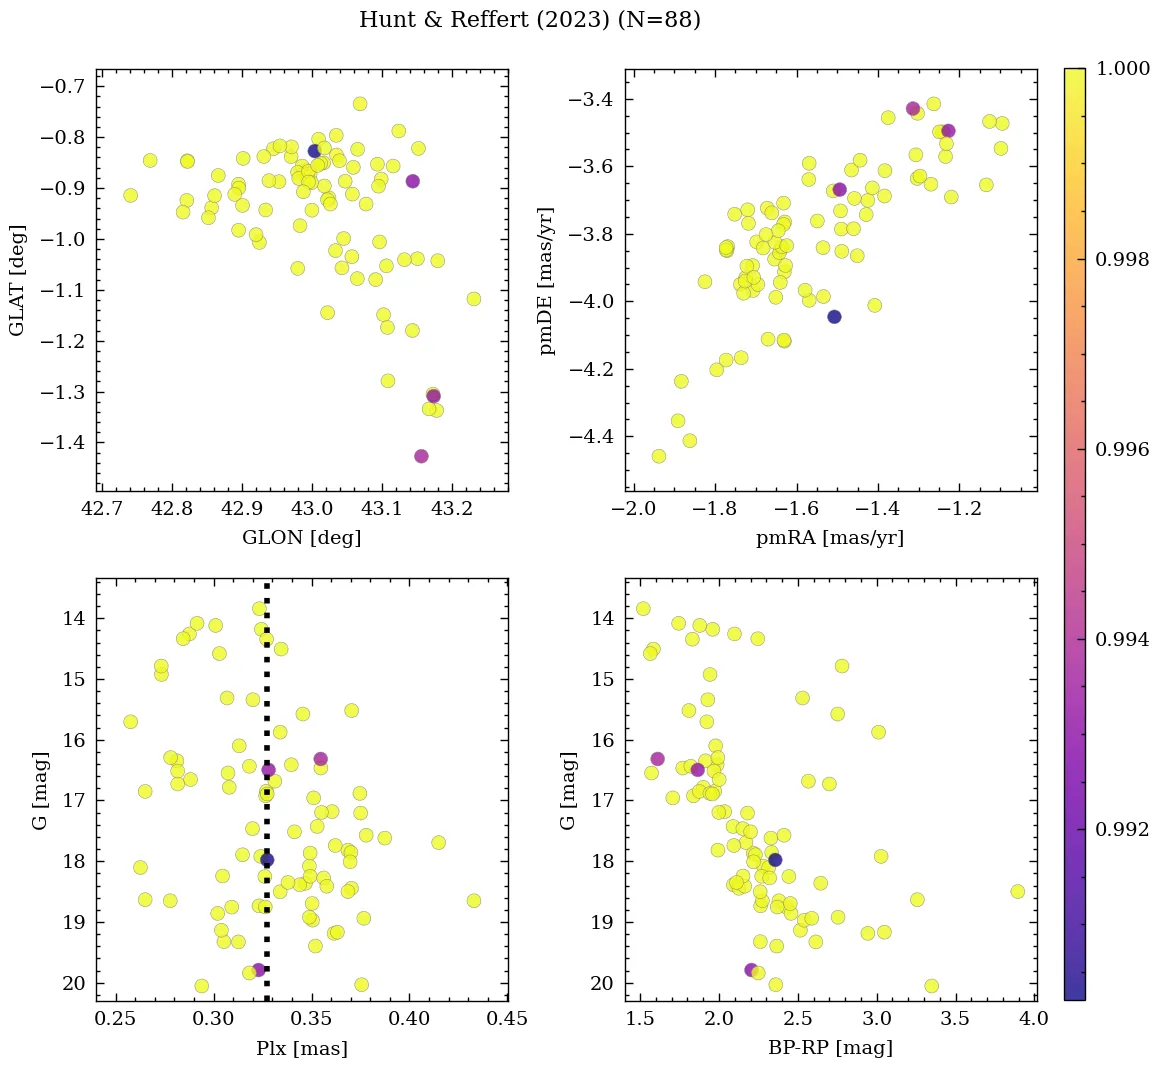 Hunt & Reffert (2023) (N=88)
−0.7
−0.8
−0.9
−1.0
−1.1
−1.2
−1.3
−1.4
GLAT [deg]
42.7 42.8 42.9 43.0 43.1 43.2
GLON [deg]
−3.4
−3.6
−3.8
−4.0
−4.2
−4.4
pmDE [mas/yr]
−2.0 −1.8 −1.6 −1.4 −1.2
pmRA [mas/yr]
14
15
16
17
18
19
20
G [mag]
0.25 0.30 0.35 0.40 0.45
Plx [mas]
14
15
16
17
18
19
20
G [mag]
1.5 2.0 2.5 3.0 3.5 4.0
BP-RP [mag]
1.000
0.998
0.996
0.994
0.992